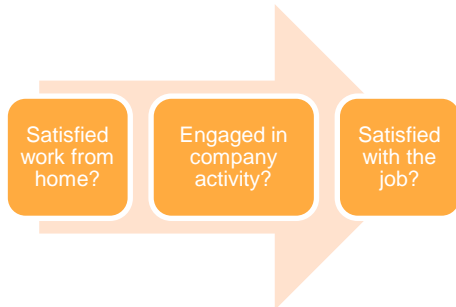 Satisfied
work from
home?
Engaged in
company
activity?
Satisfied
with the
job?